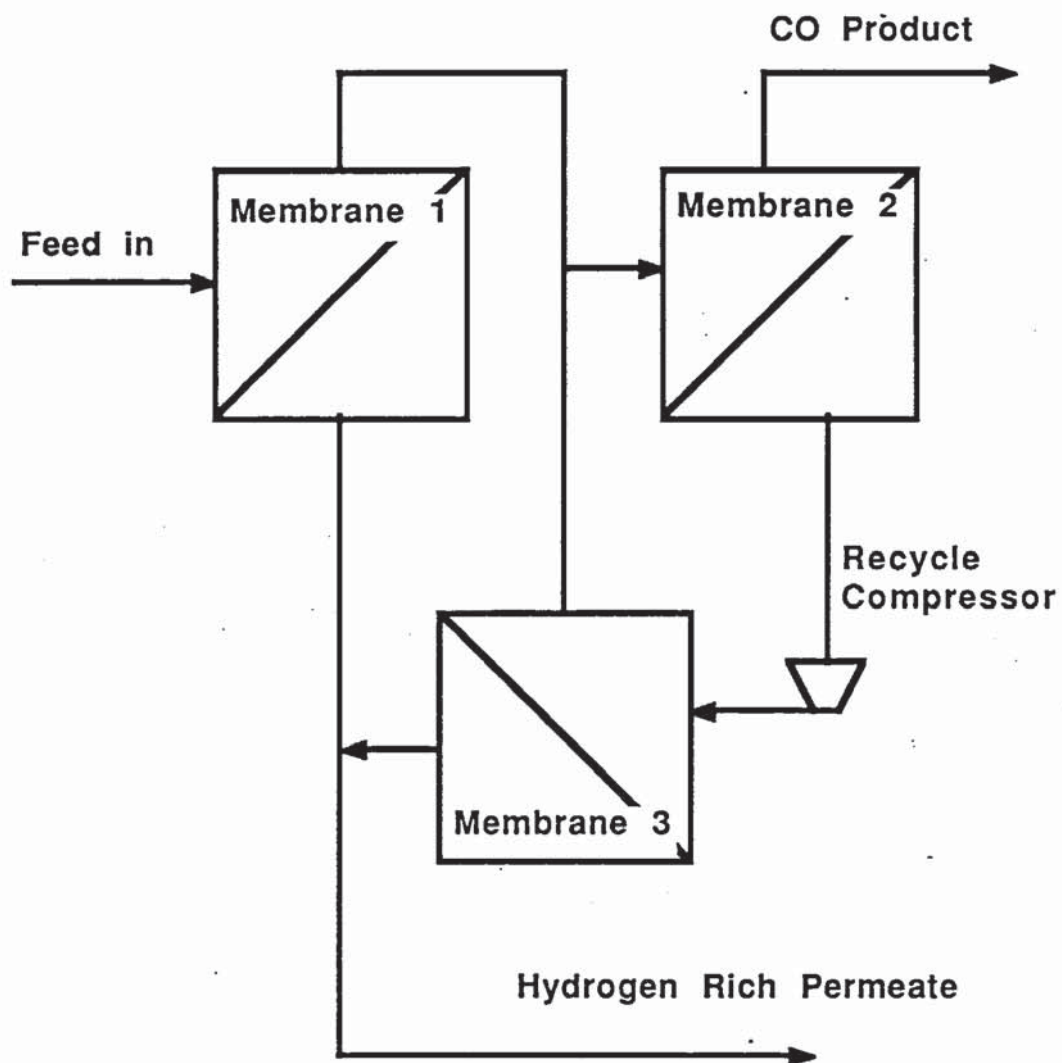 CO Product
Membrane 1
Membrane 2
Feed in
Recycle
Compressor
Membrane 3
Hydrogen Rich Permeate